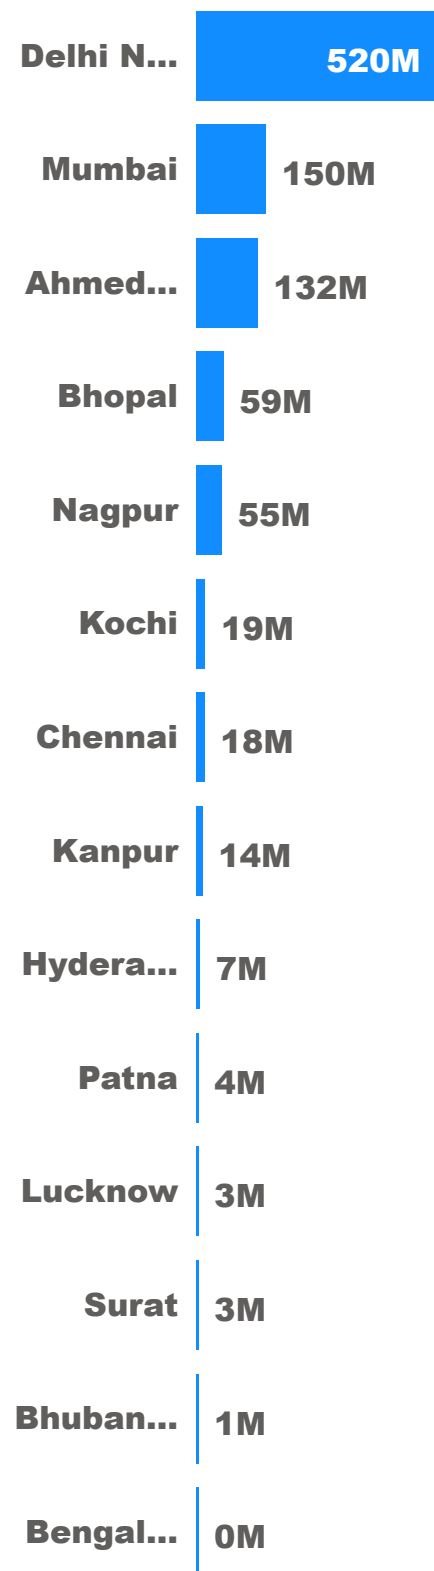 Delhi N... 520M
Mumbai 150M
Ahmed... 132M
Bhopal 59M
Nagpur 55M
Kochi 19M
Chennai 18M
Kanpur 14M
Hydera... 7M
Patna 4M
Lucknow 3M
Surat 3M
Bhuban... 1M
Bengal... 0M